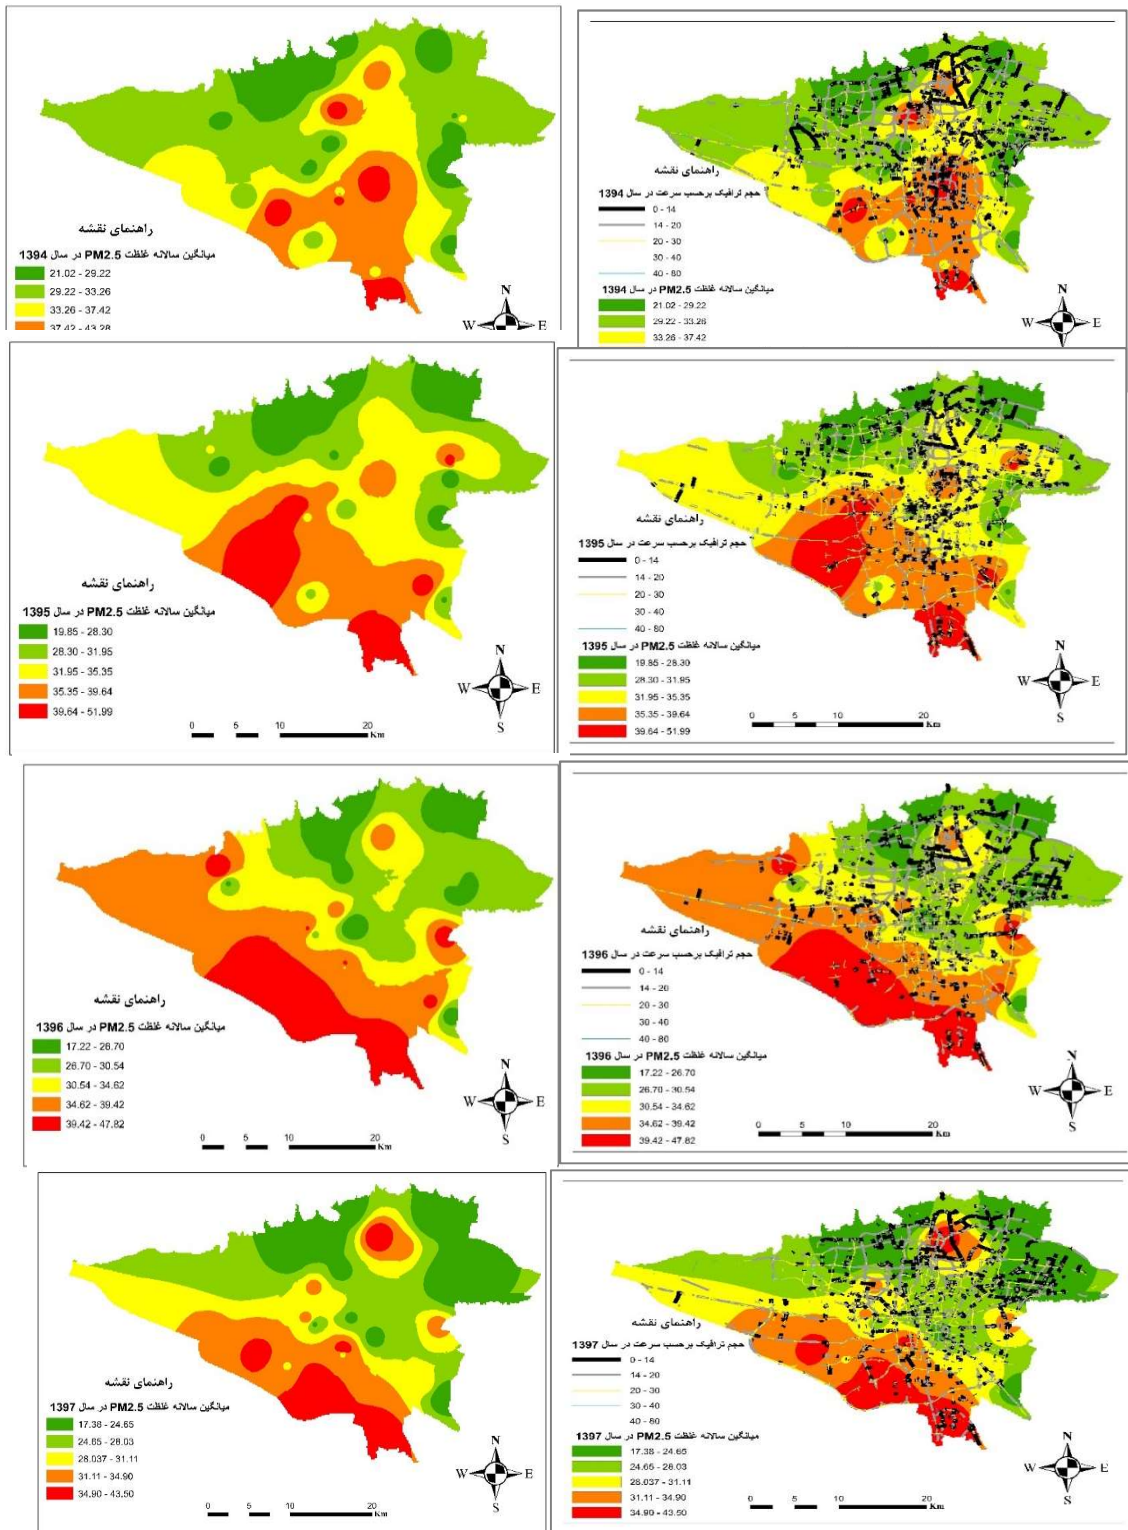 راهنمای نقشه
میانگین سالانه غلظت PM2.5 در سال 1394
21.02 - 29.22
29.22 - 33.26
33.26 - 37.42
37.42 - 43.28
N
W E
راهنمای نقشه
حجم ترافیک برحسب سرعت در سال 1394
0 - 14
14 - 20
20 - 30
30 - 40
40 - 80
میانگین سالانه غلظت PM2.5 در سال 1394
21.02 - 29.22
29.22 - 33.26
33.26 - 37.42
N
W E
راهنمای نقشه
میانگین سالانه غلظت PM2.5 در سال 1395
19.85 - 28.30
28.30 - 31.95
31.95 - 35.35
35.35 - 39.64
39.64 - 51.99
N
W E
S
0 5 10 20
Km
راهنمای نقشه
حجم ترافیک برحسب سرعت در سال 1395
0 - 14
14 - 20
20 - 30
30 - 40
40 - 80
میانگین سالانه غلظت PM2.5 در سال 1395
19.85 - 28.30
28.30 - 31.95
31.95 - 35.35
35.35 - 39.64
39.64 - 51.99
N
W E
S
0 5 10 20
Km
راهنمای نقشه
میانگین سالانه غلظت PM2.5 در سال 1396
17.22 - 26.70
26.70 - 30.54
30.54 - 34.62
34.62 - 39.42
39.42 - 47.82
N
W E
S
0 5 10 20
Km
راهنمای نقشه
حجم ترافیک برحسب سرعت در سال 1396
0 - 14
14 - 20
20 - 30
30 - 40
40 - 80
میانگین سالانه غلظت PM2.5 در سال 1396
17.22 - 26.70
26.70 - 30.54
30.54 - 34.62
34.62 - 39.42
39.42 - 47.82
N
W E
S
0 5 10 20
Km
راهنمای نقشه
میانگین سالانه غلظت PM2.5 در سال 1397
17.38 - 24.65
24.65 - 28.03
28.037 - 31.11
31.11 - 34.90
34.90 - 43.50
N
W E
S
0 5 10 20
Km
راهنمای نقشه
حجم ترافیک برحسب سرعت در سال 1397
0 - 14
14 - 20
20 - 30
30 - 40
40 - 80
میانگین سالانه غلظت PM2.5 در سال 1397
17.38 - 24.65
24.65 - 28.03
28.037 - 31.11
31.11 - 34.90
34.90 - 43.50
N
W E
S
0 5 10 20
Km